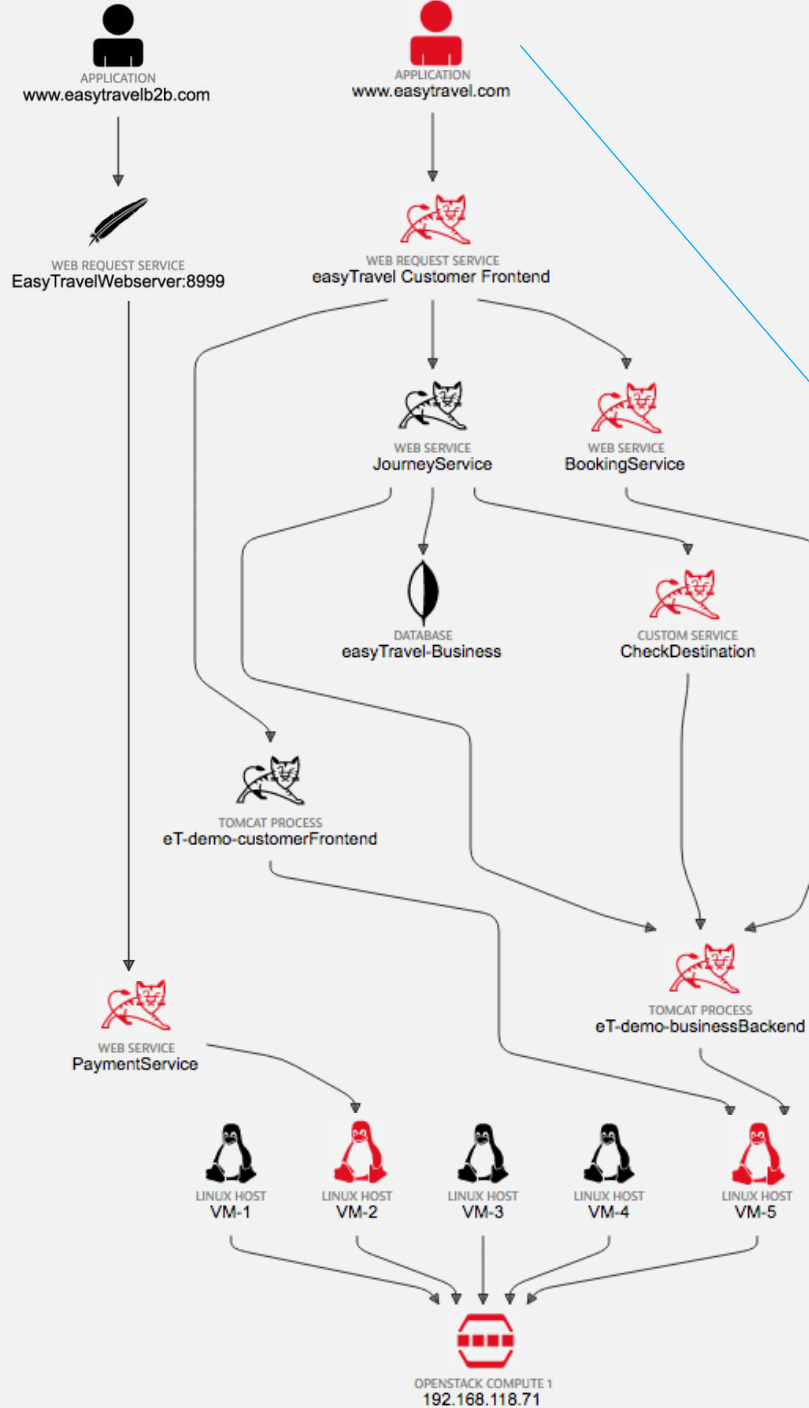 APPLICATION
www.easytravelb2b.com
APPLICATION
www.easytravel.com
WEB REQUEST SERVICE
EasyTravelWebserver:8999
WEB REQUEST SERVICE
easyTravel Customer Frontend
WEB SERVICE
JourneyService
WEB SERVICE
BookingService
DATABASE
easyTravel-Business
CUSTOM SERVICE
CheckDestination
TOMCAT PROCESS
eT-demo-customerFrontend
TOMCAT PROCESS
eT-demo-businessBackend
WEB SERVICE
PaymentService
LINUX HOST
VM-1
LINUX HOST
VM-2
LINUX HOST
VM-3
LINUX HOST
VM-4
LINUX HOST
VM-5
OPENSTACK COMPUTE 1
192.168.118.71